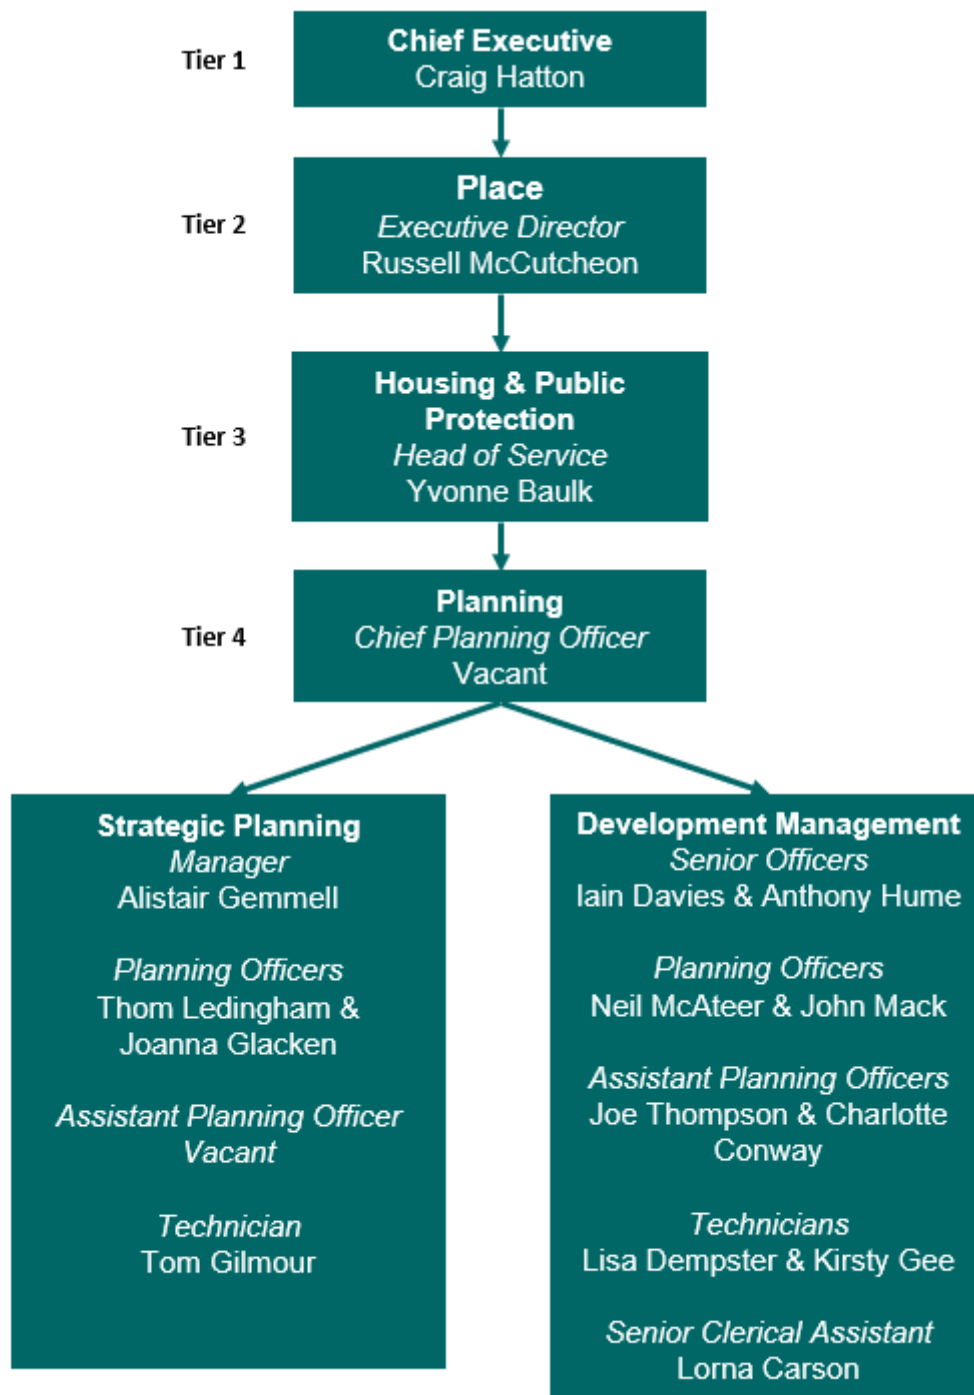 Tier 1
Chief Executive
Craig Hatton
Tier 2
Place
Executive Director
Russell McCutcheon
Tier 3
Housing & Public
Protection
Head of Service
Yvonne Baulk
Tier 4
Planning
Chief Planning Officer
Vacant
Strategic Planning
Manager
Alistair Gemmell
Planning Officers
Thom Ledingham &
Joanna Glacken
Assistant Planning Officer
Vacant
Technician
Tom Gilmour
Development Management
Senior Officers
Iain Davies & Anthony Hume
Planning Officers
Neil McAteer & John Mack
Assistant Planning Officers
Joe Thompson & Charlotte
Conway
Technicians
Lisa Dempster & Kirsty Gee
Senior Clerical Assistant
Lorna Carson